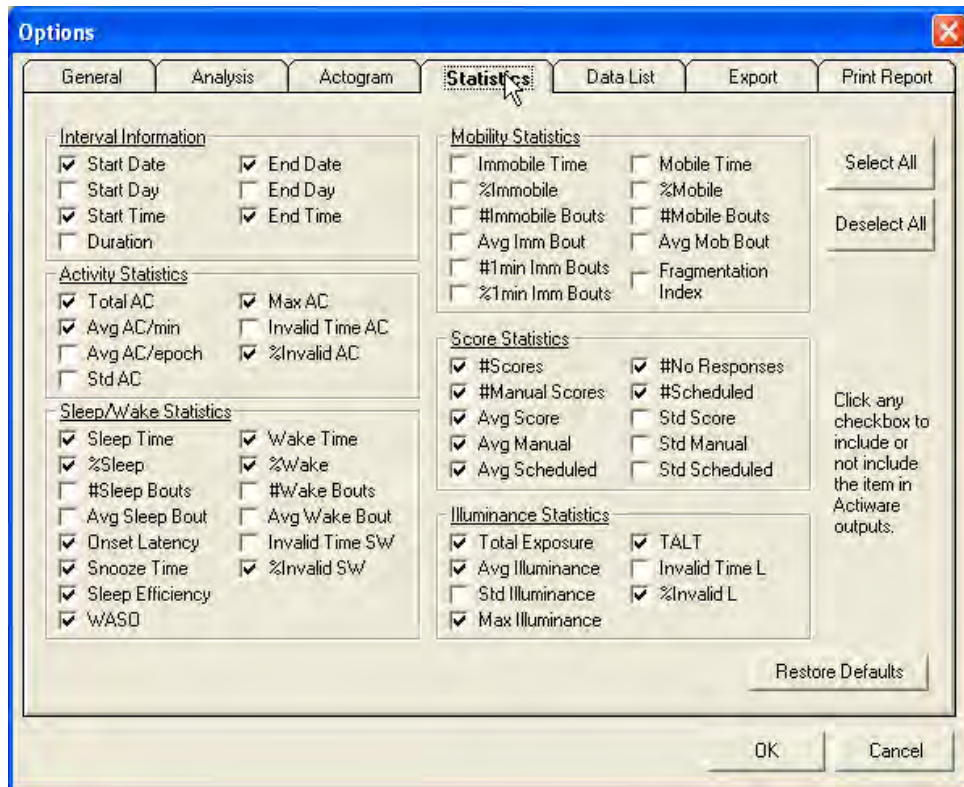 Options
General Analysis Actogram Statistics Data List Export Print Report
Interval Information
Start Date End Date
Start Day End Day
Start Time End Time
Duration
Activity Statistics
Total AC Max AC
Avg AC/min Invalid Time AC
Avg AC/epoch %Invalid AC
Std AC
Sleep/Wake Statistics
Sleep Time Wake Time
%Sleep %Wake
#Sleep Bouts #Wake Bouts
Avg Sleep Bout Avg Wake Bout
Onset Latency Invalid Time SW
Snooze Time %Invalid SW
Sleep Efficiency
WASO
Mobility Statistics
Immobile Time Mobile Time
%Immobile %Mobile
#Immobile Bouts #Mobile Bouts
Avg Imm Bout Avg Mob Bout
#1min Imm Bouts Fragmentation
%1min Imm Bouts Index
Score Statistics
#Scores #No Responses
#Manual Scores #Scheduled
Avg Score Std Score
Avg Manual Std Manual
Avg Scheduled Std Scheduled
Illuminance Statistics
Total Exposure TALT
Avg Illuminance Invalid Time L
Std Illuminance %Invalid L
Max Illuminance
Select All
Deselect All
Click any
checkbox to
include or
not include
the item in
Actiware
outputs.
Restore Defaults
OK Cancel